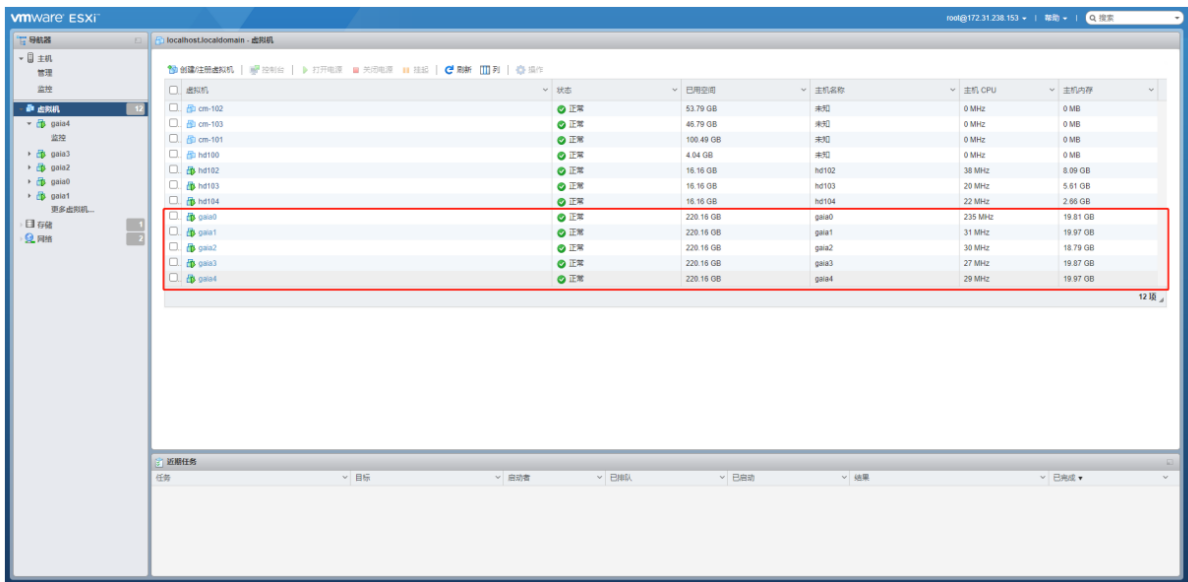 vmware ESXi
root@172.31.238.153 | 帮助 | 搜索
导航器
主机
管理
监控
虚拟机 12
gaia4
监控
gaia3
gaia2
gaia0
gaia1
更多虚拟机...
存储 1
网络 2
localhost.localdomain - 虚拟机
创建/注册虚拟机 | 控制台 | 打开电源 关闭电源 挂起 | 刷新 列 | 操作
虚拟机 状态 已用空间 主机名称 主机 CPU 主机内存
cm-102 正常 53.79 GB 未知 0 MHz 0 MB
cm-103 正常 46.79 GB 未知 0 MHz 0 MB
cm-101 正常 100.49 GB 未知 0 MHz 0 MB
hd100 正常 4.04 GB 未知 0 MHz 0 MB
hd102 正常 16.16 GB hd102 38 MHz 8.09 GB
hd103 正常 16.16 GB hd103 20 MHz 5.61 GB
hd104 正常 16.16 GB hd104 22 MHz 2.66 GB
gaia0 正常 220.16 GB gaia0 235 MHz 19.81 GB
gaia1 正常 220.16 GB gaia1 31 MHz 19.97 GB
gaia2 正常 220.16 GB gaia2 30 MHz 18.79 GB
gaia3 正常 220.16 GB gaia3 27 MHz 19.87 GB
gaia4 正常 220.16 GB gaia4 29 MHz 19.97 GB
12 项
近期任务
任务 目标 启动者 已排队 已启动 结果 已完成